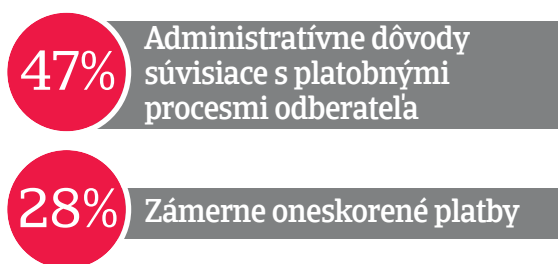 47%
Administratívne dôvody
súvisiace s platobnými
procesmi odberateľa
28%
Zámerne oneskorené platby